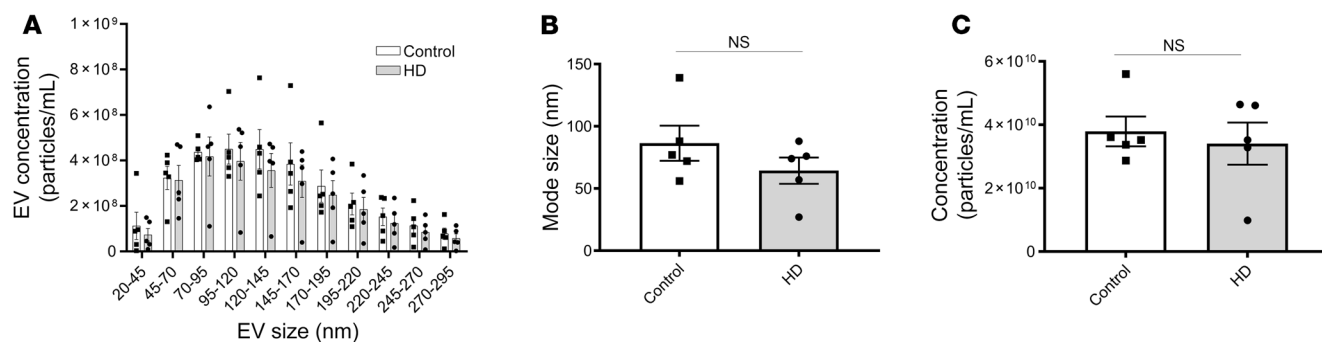 A
EV concentration
(particles/mL)
1 × 10⁹
8 × 10⁸
6 × 10⁸
4 × 10⁸
2 × 10⁸
0
Control
HD
20-45
45-70
70-95
95-120
120-145
145-170
170-195
195-220
220-245
245-270
270-295
EV size (nm)
B
NS
Mode size (nm)
150
100
50
0
Control
HD
C
NS
Concentration
(particles/mL)
6 × 10¹⁰
4 × 10¹⁰
2 × 10¹⁰
0
Control
HD